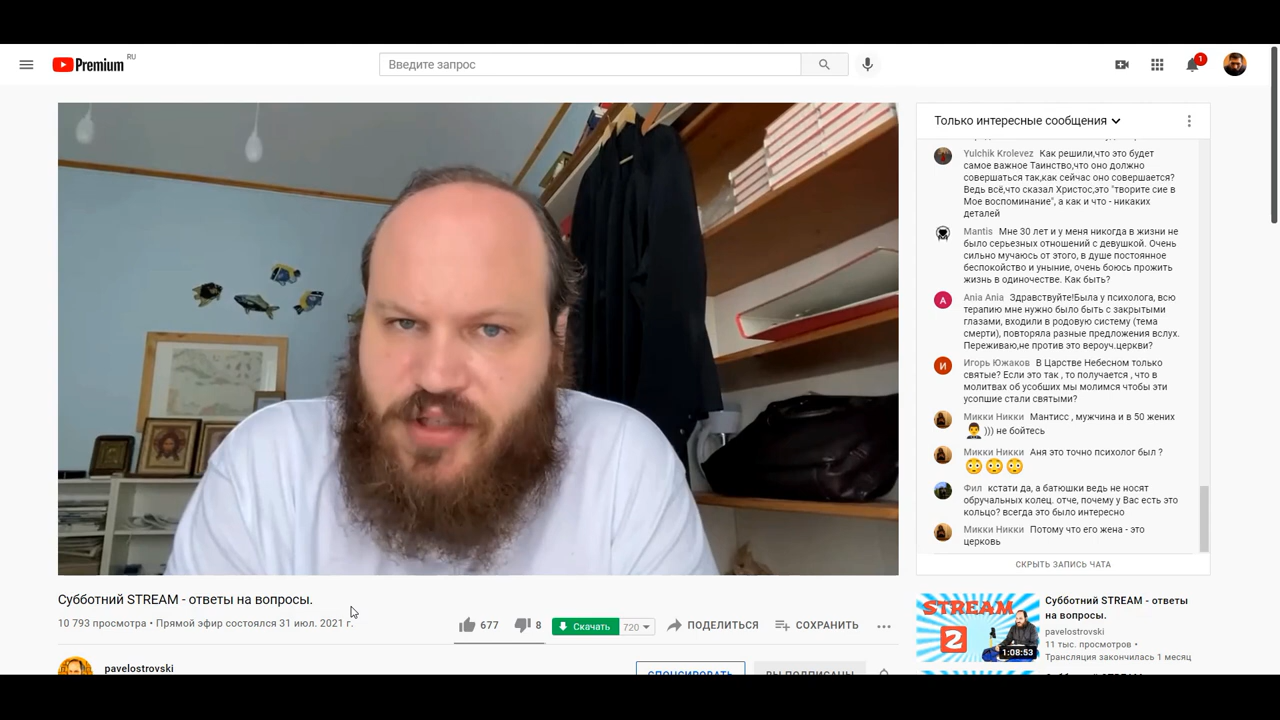 Premium RU
Введите запрос
1
Только интересные сообщения
Yulchik Krolevez Как решили,что это будет
самое важное Таинство,что оно должно
совершаться так,как сейчас оно совершается?
Ведь всё,что сказал Христос,это "творите сие в
Мое воспоминание", а как и что - никаких
деталей
Mantis Мне 30 лет и у меня никогда в жизни не
было серьезных отношений с девушкой. Очень
сильно мучаюсь от этого, в душе постоянное
беспокойство и уныние, очень боюсь прожить
жизнь в одиночестве. Как быть?
A
Ania Ania Здравствуйте!Была у психолога, всю
терапию мне нужно было быть с закрытыми
глазами, входили в родовую систему (тема
смерти), повторяла разные предложения вслух.
Переживаю,не против это вероуч.церкви?
И
Игорь Южаков В Царстве Небесном только
святые? Если это так , то получается , что в
молитвах об усобших мы молимся чтобы эти
усопшие стали святыми?
Микки Никки Мантисс , мужчина и в 50 жених
🤵‍♂️ ))) не бойтесь
Микки Никки Аня это точно психолог был ?
😳😳😳
Фил кстати да, а батюшки ведь не носят
обручальных колец. отче, почему у Вас есть это
кольцо? всегда это было интересно
Микки Никки Потому что его жена - это
церковь
СКРЫТЬ ЗАПИСЬ ЧАТА
Субботний STREAM - ответы на вопросы.
10 793 просмотра • Прямой эфир состоялся 31 июл. 2021 г.
677 8 Скачать 720 ПОДЕЛИТЬСЯ СОХРАНИТЬ
pavelostrovski
СПОНСИРОВАТЬ ВЫ ПОДПИСАНЫ
STREAM
2
1:08:53
Субботний STREAM - ответы
на вопросы.
pavelostrovski
11 тыс. просмотров •
Трансляция закончилась 1 месяц